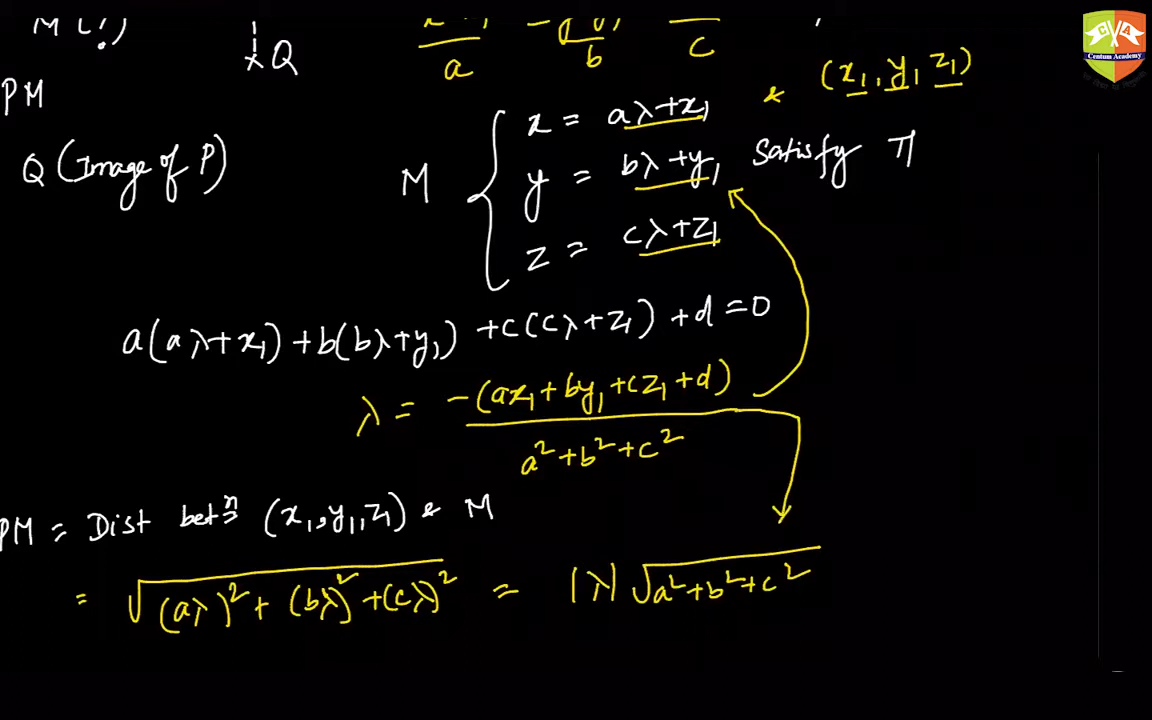 M (?)
Q
a b c
PM
(x₁, y₁, z₁)
Q (Image of P)
M { x = aλ+x₁ &
y = bλ+y₁ Satisfy π
z = cλ+z₁
a(aλ+x₁) + b(bλ+y₁) + c(cλ+z₁) + d = 0
λ = -(ax₁+by₁+cz₁+d) / a²+b²+c²
PM = Dist betⁿ (x₁,y₁,z₁) & M
= √(aλ)² + (bλ)² + (cλ)² = |λ| √a²+b²+c²
Centum Academy